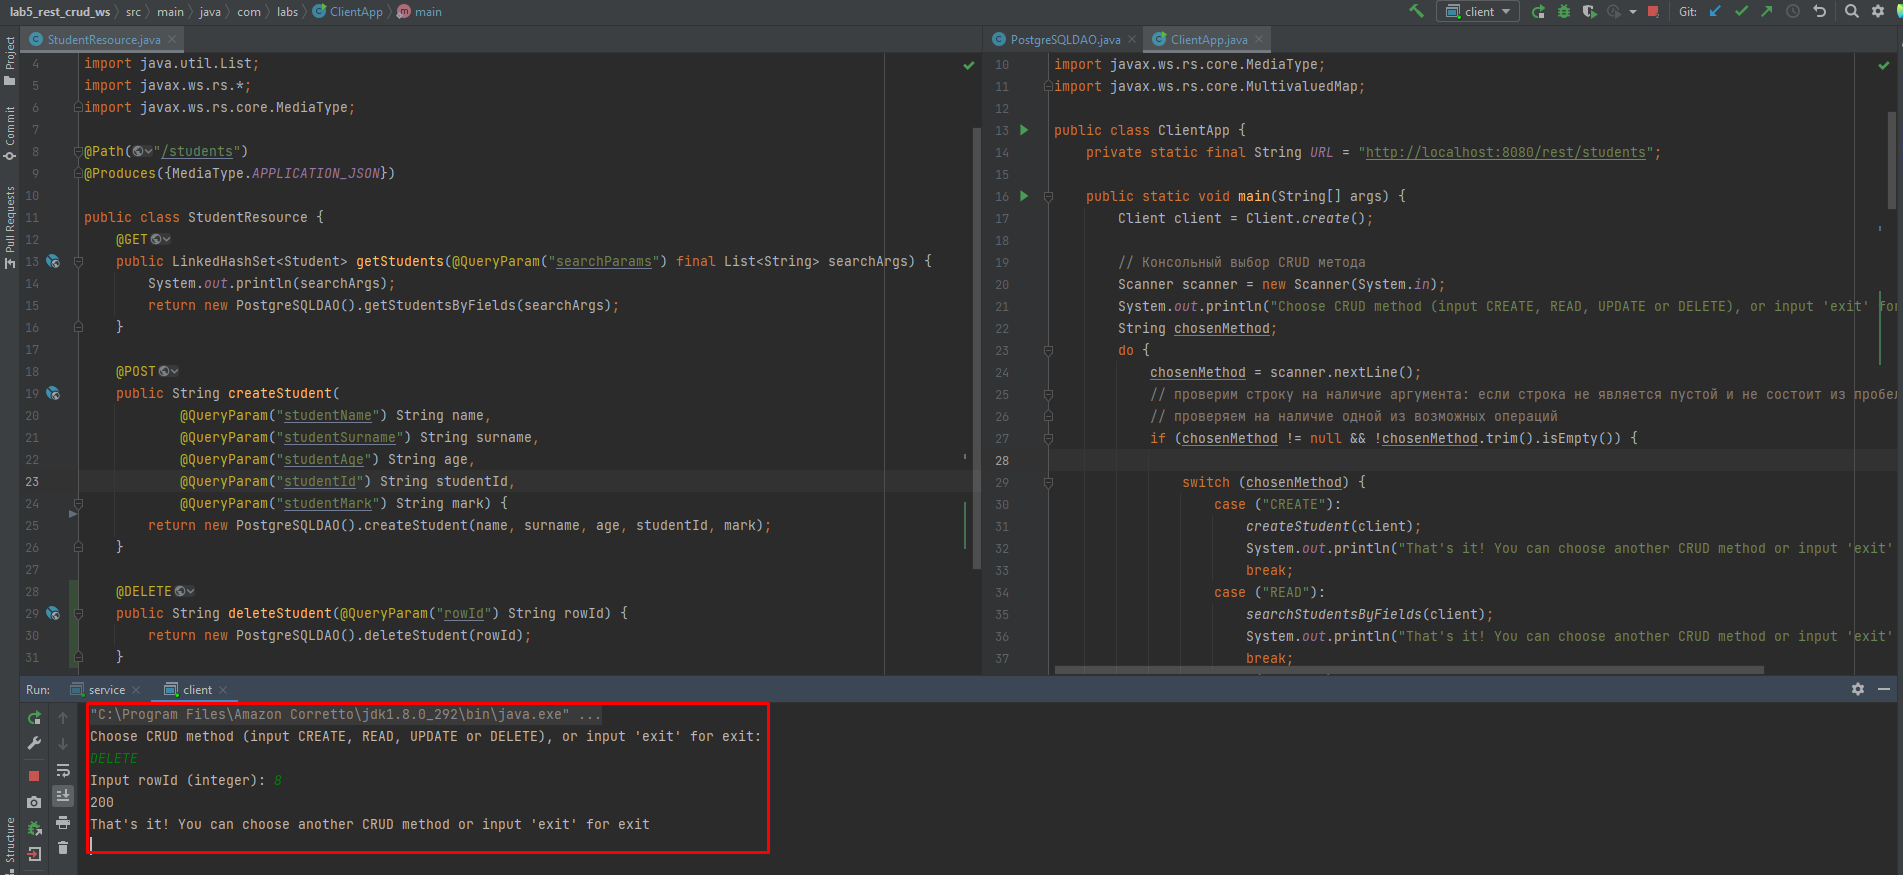 lab5_rest_crud_ws > src > main > java > com > labs > ClientApp > main
client
Git:
Project
Commit
Pull Requests
Structure
StudentResource.java
4 import java.util.List;
5 import javax.ws.rs.*;
6 import javax.ws.rs.core.MediaType;
7
8 @Path("/students")
9 @Produces({MediaType.APPLICATION_JSON})
10
11 public class StudentResource {
12 @GET
13 public LinkedHashSet<Student> getStudents(@QueryParam("searchParams") final List<String> searchArgs) {
14 System.out.println(searchArgs);
15 return new PostgreSQLDAO().getStudentsByFields(searchArgs);
16 }
17
18 @POST
19 public String createStudent(
20 @QueryParam("studentName") String name,
21 @QueryParam("studentSurname") String surname,
22 @QueryParam("studentAge") String age,
23 @QueryParam("studentId") String studentId,
24 @QueryParam("studentMark") String mark) {
25 return new PostgreSQLDAO().createStudent(name, surname, age, studentId, mark);
26 }
27
28 @DELETE
29 public String deleteStudent(@QueryParam("rowId") String rowId) {
30 return new PostgreSQLDAO().deleteStudent(rowId);
31 }
PostgreSQLDAO.java
ClientApp.java
10 import javax.ws.rs.core.MediaType;
11 import javax.ws.rs.core.MultivaluedMap;
12
13 public class ClientApp {
14 private static final String URL = "http://localhost:8080/rest/students";
15
16 public static void main(String[] args) {
17 Client client = Client.create();
18
19 // Консольный выбор CRUD метода
20 Scanner scanner = new Scanner(System.in);
21 System.out.println("Choose CRUD method (input CREATE, READ, UPDATE or DELETE), or input 'exit' for
22 String chosenMethod;
23 do {
24 chosenMethod = scanner.nextLine();
25 // проверим строку на наличие аргумента: если строка не является пустой и не состоит из пробел
26 // проверяем на наличие одной из возможных операций
27 if (chosenMethod != null && !chosenMethod.trim().isEmpty()) {
28
29 switch (chosenMethod) {
30 case ("CREATE"):
31 createStudent(client);
32 System.out.println("That's it! You can choose another CRUD method or input 'exit'
33 break;
34 case ("READ"):
35 searchStudentsByFields(client);
36 System.out.println("That's it! You can choose another CRUD method or input 'exit'
37 break;
Run: service client
"C:\Program Files\Amazon Corretto\jdk1.8.0_292\bin\java.exe" ...
Choose CRUD method (input CREATE, READ, UPDATE or DELETE), or input 'exit' for exit:
DELETE
Input rowId (integer): 8
200
That's it! You can choose another CRUD method or input 'exit' for exit